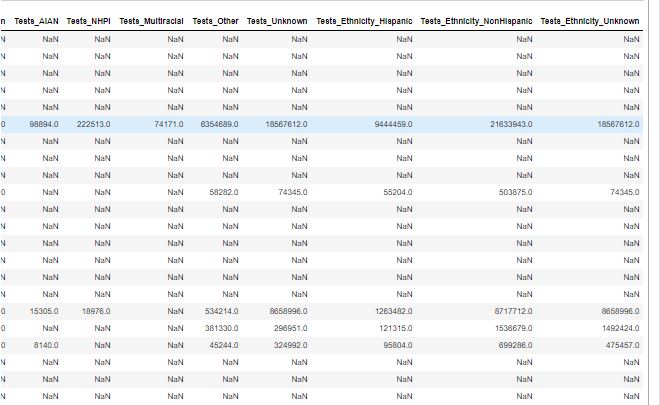 n Tests_AIAN Tests_NHPI Tests_Multiracial Tests_Other Tests_Unknown Tests_Ethnicity_Hispanic Tests_Ethnicity_NonHispanic Tests_Ethnicity_Unknown
N NaN NaN NaN NaN NaN NaN NaN NaN
N NaN NaN NaN NaN NaN NaN NaN NaN
N NaN NaN NaN NaN NaN NaN NaN NaN
N NaN NaN NaN NaN NaN NaN NaN NaN
N NaN NaN NaN NaN NaN NaN NaN NaN
0 98894.0 222513.0 74171.0 6354689.0 18567612.0 9444459.0 21633943.0 18567612.0
N NaN NaN NaN NaN NaN NaN NaN NaN
N NaN NaN NaN NaN NaN NaN NaN NaN
N NaN NaN NaN NaN NaN NaN NaN NaN
0 NaN NaN NaN 58282.0 74345.0 55204.0 503875.0 74345.0
N NaN NaN NaN NaN NaN NaN NaN NaN
N NaN NaN NaN NaN NaN NaN NaN NaN
N NaN NaN NaN NaN NaN NaN NaN NaN
N NaN NaN NaN NaN NaN NaN NaN NaN
N NaN NaN NaN NaN NaN NaN NaN NaN
N NaN NaN NaN NaN NaN NaN NaN NaN
0 15305.0 18976.0 NaN 534214.0 8658996.0 1263482.0 8717712.0 8658996.0
0 NaN NaN NaN 381330.0 296951.0 121315.0 1536679.0 1492424.0
0 8140.0 NaN NaN 45244.0 324992.0 95804.0 699286.0 475457.0
N NaN NaN NaN NaN NaN NaN NaN NaN
N NaN NaN NaN NaN NaN NaN NaN NaN
N NaN NaN NaN NaN NaN NaN NaN NaN